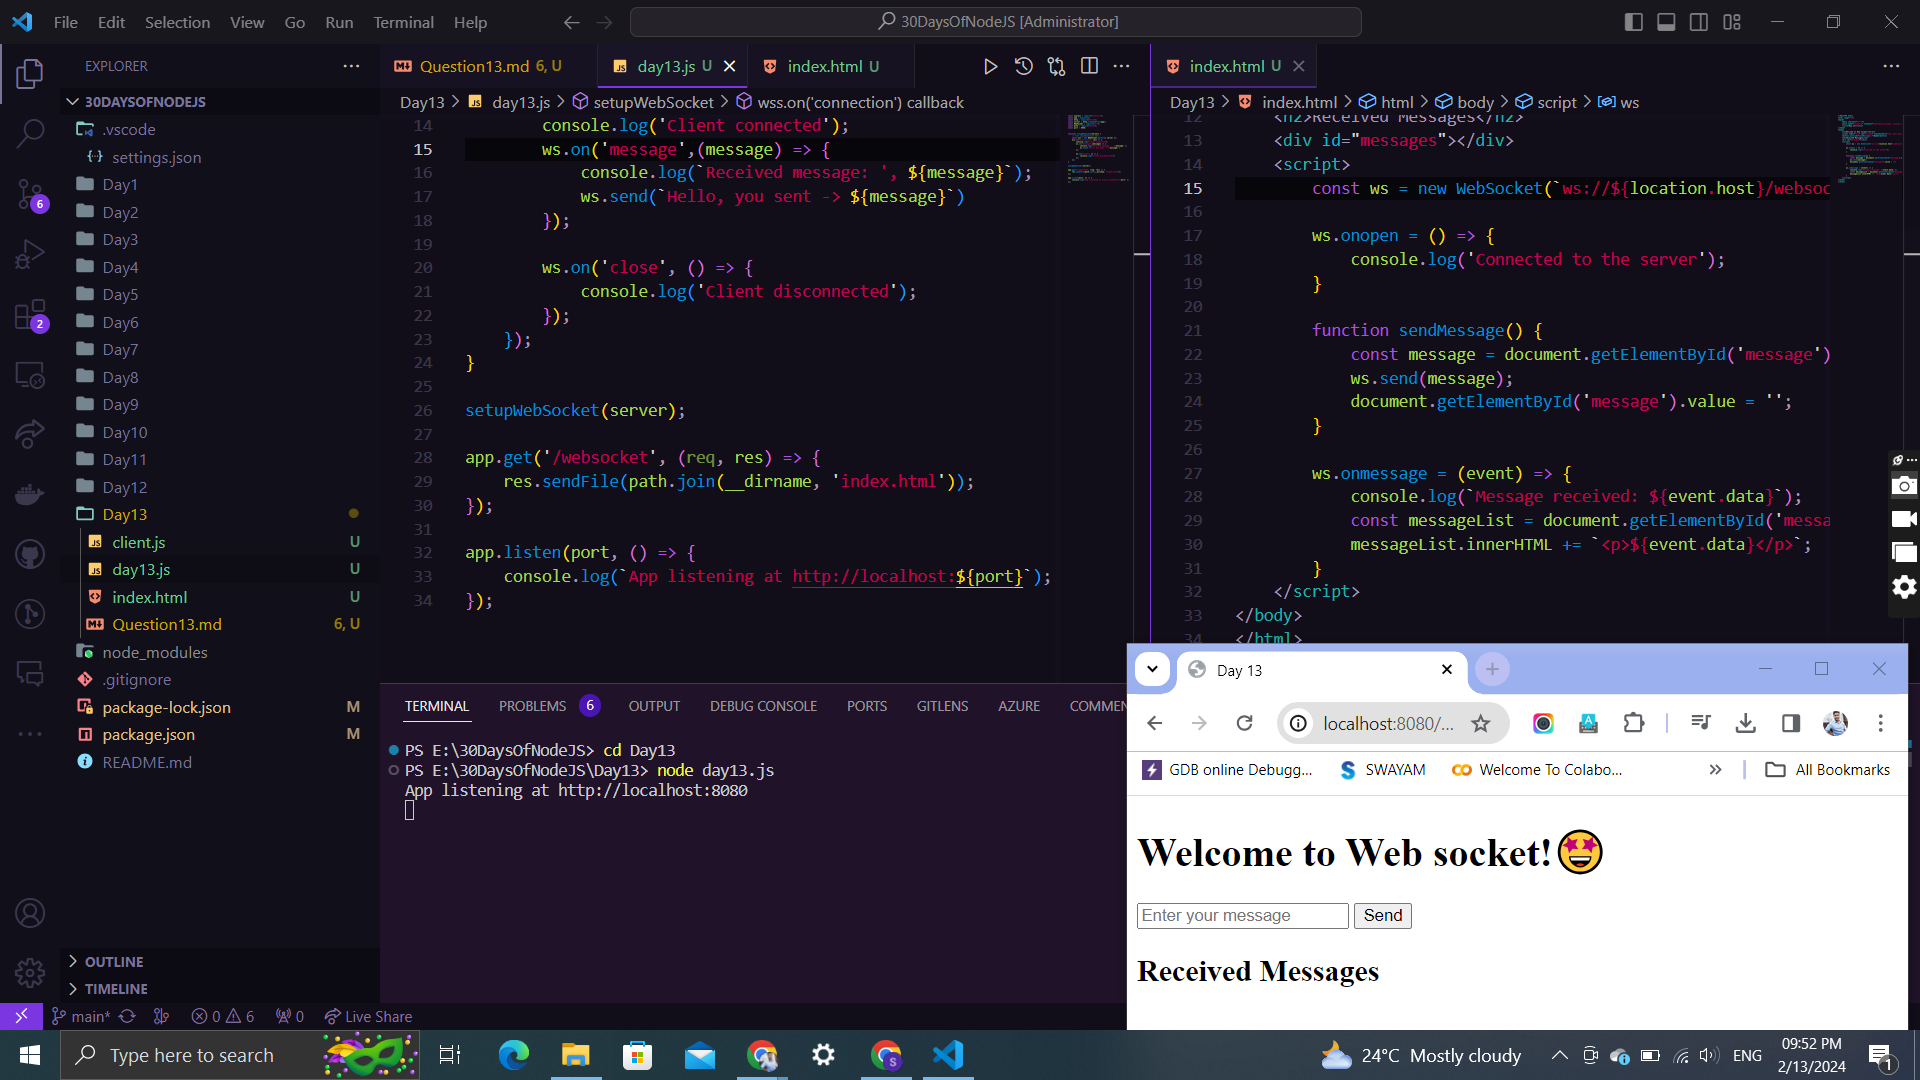 File Edit Selection View Go Run Terminal Help
30DaysOfNodeJS [Administrator]
EXPLORER
30DAYSOFNODEJS
.vscode
settings.json
Day1
Day2
Day3
Day4
Day5
Day6
Day7
Day8
Day9
Day10
Day11
Day12
Day13
client.js U
day13.js U
index.html U
Question13.md 6, U
node_modules
.gitignore
package-lock.json M
package.json M
README.md
OUTLINE
TIMELINE
6
2
Question13.md 6, U
day13.js U
index.html U
Day13 > day13.js > setupWebSocket > wss.on('connection') callback
14 console.log('Client connected');
15 ws.on('message',(message) => {
16 console.log(`Received message: ', ${message}`);
17 ws.send(`Hello, you sent -> ${message}`)
18 });
19
20 ws.on('close', () => {
21 console.log('Client disconnected');
22 });
23 });
24 }
25
26 setupWebSocket(server);
27
28 app.get('/websocket', (req, res) => {
29 res.sendFile(path.join(__dirname, 'index.html'));
30 });
31
32 app.listen(port, () => {
33 console.log(`App listening at http://localhost:${port}`);
34 });
index.html U
Day13 > index.html > html > body > script > ws
12 <h2>Received Messages</h2>
13 <div id="messages"></div>
14 <script>
15 const ws = new WebSocket(`ws://${location.host}/websoc
16
17 ws.onopen = () => {
18 console.log('Connected to the server');
19 }
20
21 function sendMessage() {
22 const message = document.getElementById('message')
23 ws.send(message);
24 document.getElementById('message').value = '';
25 }
26
27 ws.onmessage = (event) => {
28 console.log(`Message received: ${event.data}`);
29 const messageList = document.getElementById('messa
30 messageList.innerHTML += `<p>${event.data}</p>`;
31 }
32 </script>
33 </body>
34 </html>
TERMINAL PROBLEMS 6 OUTPUT DEBUG CONSOLE PORTS GITLENS AZURE COMMEN
PS E:\30DaysOfNodeJS> cd Day13
PS E:\30DaysOfNodeJS\Day13> node day13.js
App listening at http://localhost:8080
Day 13
localhost:8080/...
GDB online Debugg... SWAYAM Welcome To Colabo... All Bookmarks
Welcome to Web socket!🤩
Enter your message Send
Received Messages
main* 0 6 0 Live Share
Type here to search
24°C Mostly cloudy
ENG
09:52 PM
2/13/2024
1